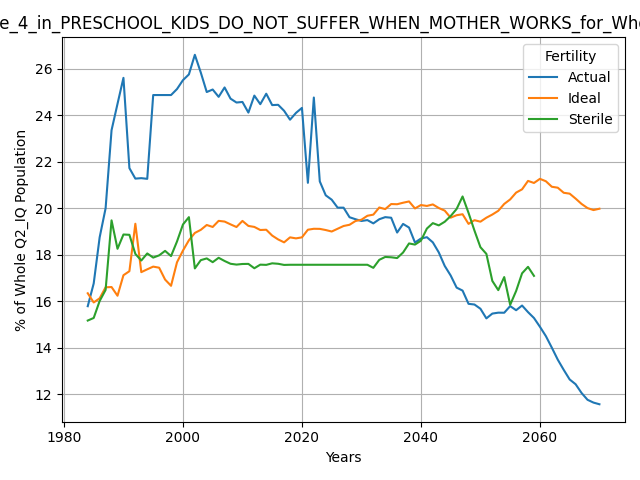 e_4_in_PRESCHOOL_KIDS_DO_NOT_SUFFER_WHEN_MOTHER_WORKS_for_Who
Fertility
Actual
Ideal
Sterile
% of Whole Q2_IQ Population
26
24
22
20
18
16
14
12
1980 2000 2020 2040 2060
Years